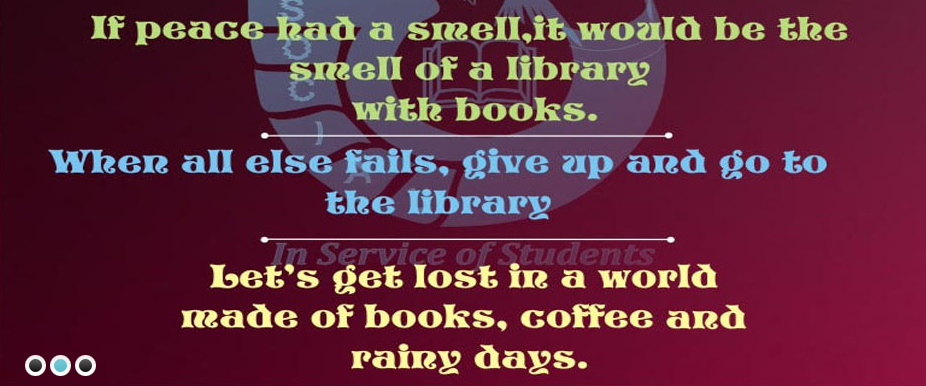 If peace had a smell,it would be the
smell of a library
with books.
When all else fails, give up and go to
the library
In Service of Students
Let's get lost in a world
made of books, coffee and
rainy days.